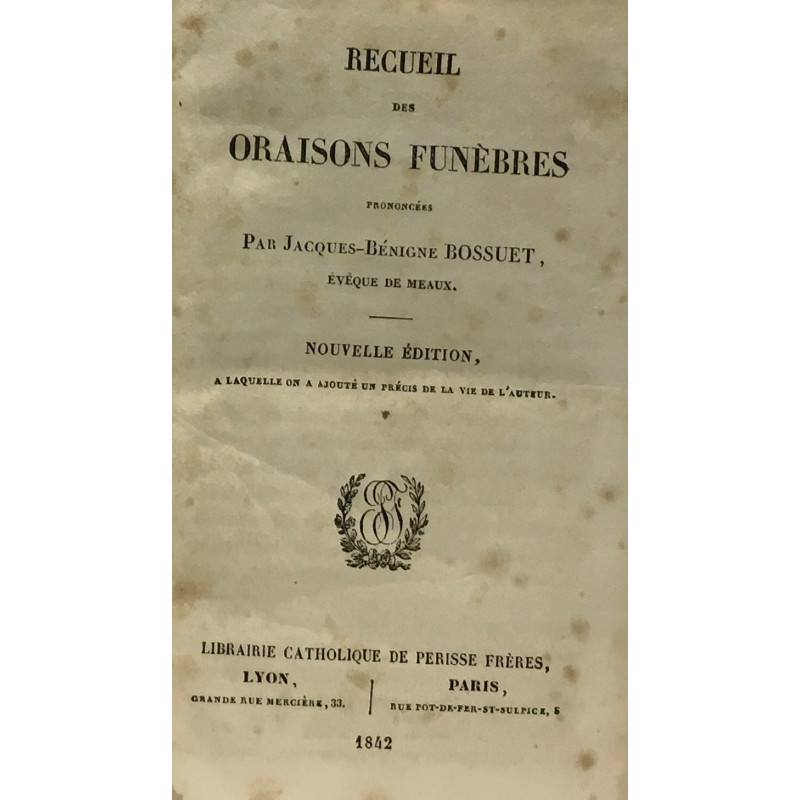 RECUEIL
DES
ORAISONS FUNÈBRES
PRONONCÉES
PAR JACQUES-BÉNIGNE BOSSUET,
ÉVÊQUE DE MEAUX.
NOUVELLE ÉDITION,
A LAQUELLE ON A AJOUTÉ UN PRÉCIS DE LA VIE DE L'AUTEUR.
LIBRAIRIE CATHOLIQUE DE PERISSE FRÈRES,
LYON,
GRANDE RUE MERCIÈRE, 33.
PARIS,
RUE POT-DE-FER-ST-SULPICE, 8
1842